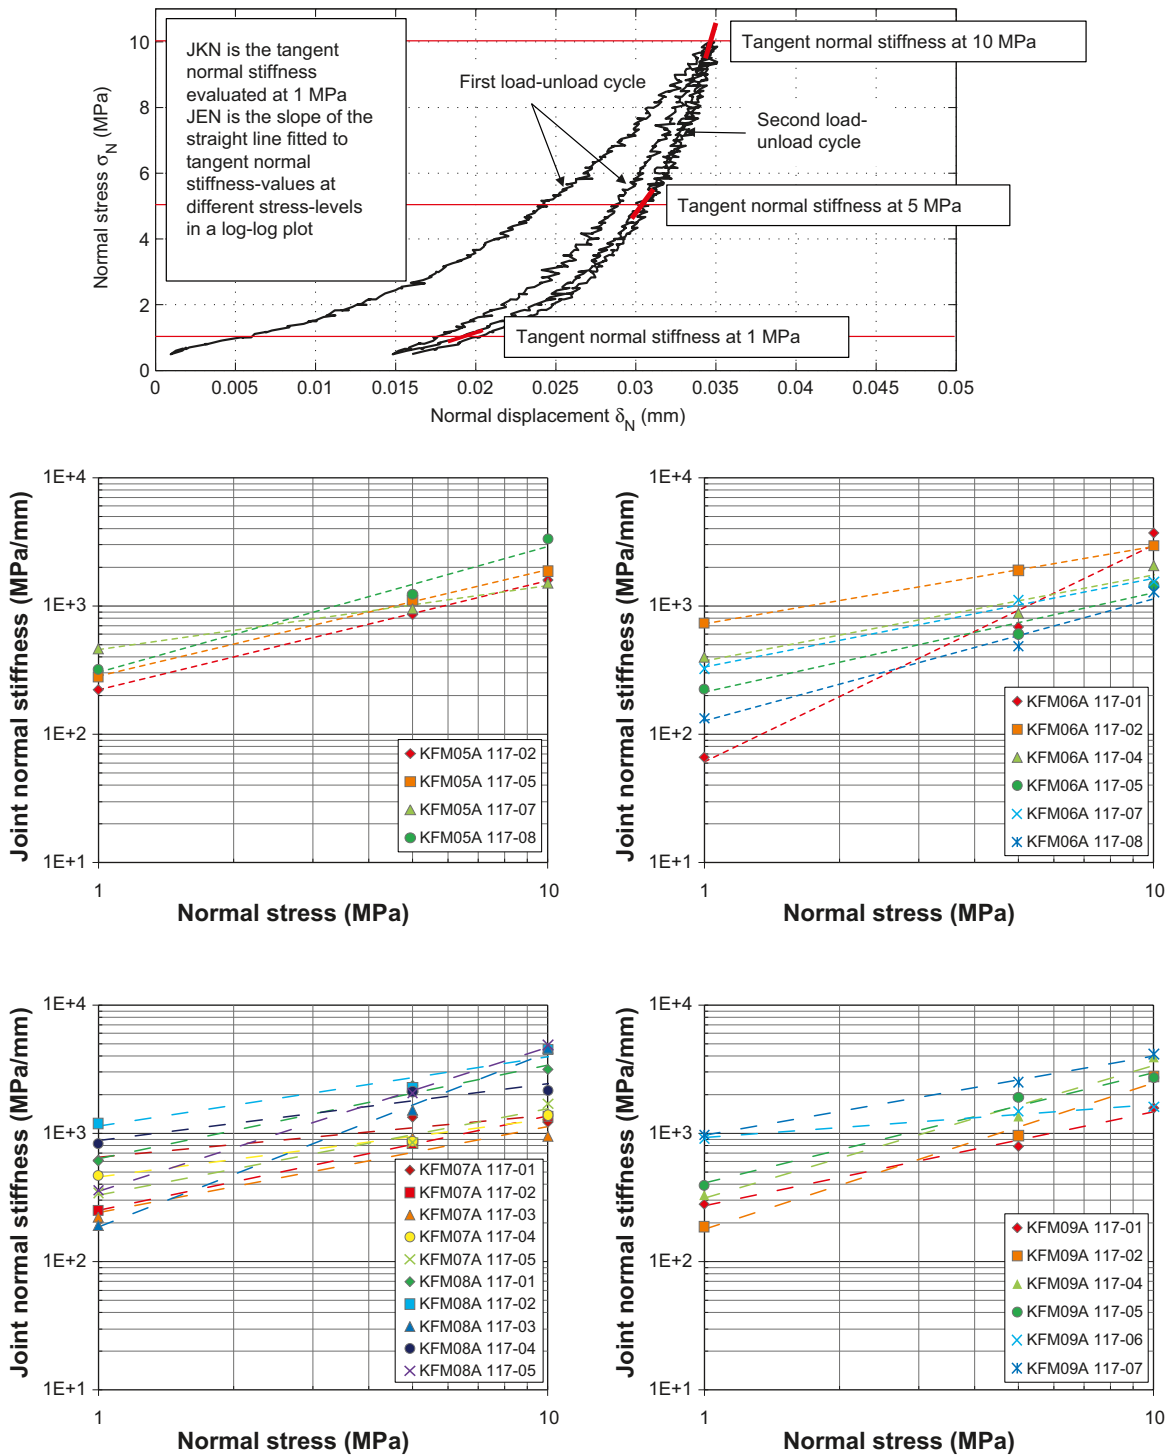 Normal stress σN (MPa)
10
8
6
4
2
0
JKN is the tangent
normal stiffness
evaluated at 1 MPa
JEN is the slope of the
straight line fitted to
tangent normal
stiffness-values at
different stress-levels
in a log-log plot
First load-unload cycle
Tangent normal stiffness at 10 MPa
Second load-
unload cycle
Tangent normal stiffness at 5 MPa
Tangent normal stiffness at 1 MPa
0 0.005 0.01 0.015 0.02 0.025 0.03 0.035 0.04 0.045 0.05
Normal displacement δN (mm)
Joint normal stiffness (MPa/mm)
1E+4
1E+3
1E+2
1E+1
KFM05A 117-02
KFM05A 117-05
KFM05A 117-07
KFM05A 117-08
1 10
Normal stress (MPa)
Joint normal stiffness (MPa/mm)
1E+4
1E+3
1E+2
1E+1
KFM06A 117-01
KFM06A 117-02
KFM06A 117-04
KFM06A 117-05
KFM06A 117-07
KFM06A 117-08
1 10
Normal stress (MPa)
Joint normal stiffness (MPa/mm)
1E+4
1E+3
1E+2
1E+1
KFM07A 117-01
KFM07A 117-02
KFM07A 117-03
KFM07A 117-04
KFM07A 117-05
KFM08A 117-01
KFM08A 117-02
KFM08A 117-03
KFM08A 117-04
KFM08A 117-05
1 10
Normal stress (MPa)
Joint normal stiffness (MPa/mm)
1E+4
1E+3
1E+2
1E+1
KFM09A 117-01
KFM09A 117-02
KFM09A 117-04
KFM09A 117-05
KFM09A 117-06
KFM09A 117-07
1 10
Normal stress (MPa)